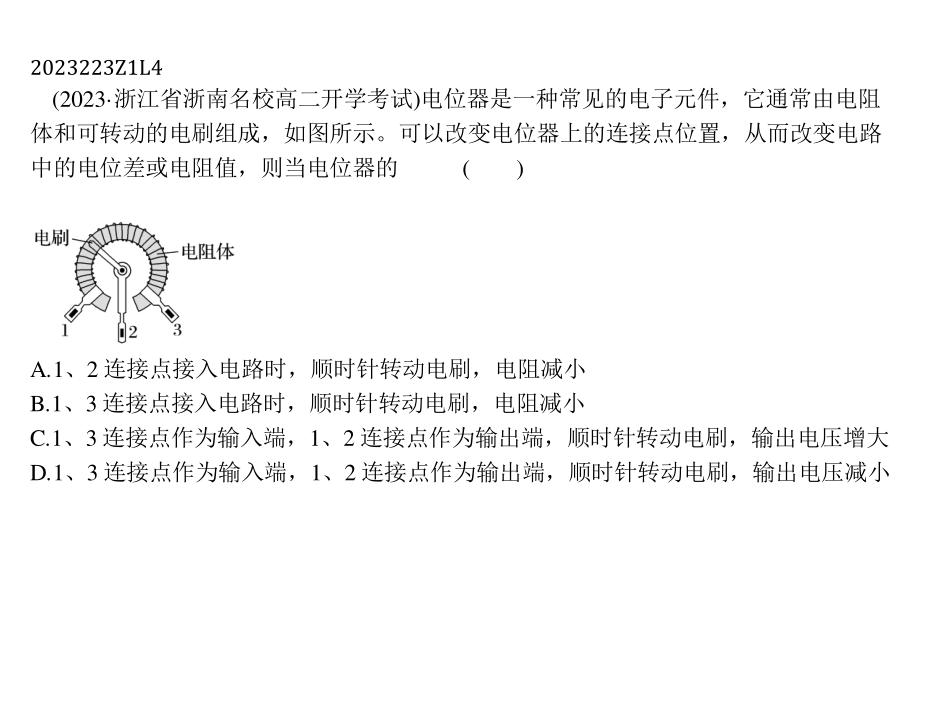 2023223Z1L4
(2023·浙江省浙南名校高二开学考试)电位器是一种常见的电子元件，它通常由电阻
体和可转动的电刷组成，如图所示。可以改变电位器上的连接点位置，从而改变电路
中的电位差或电阻值，则当电位器的 ( )
电刷
电阻体
1
2
3
A.1、2 连接点接入电路时，顺时针转动电刷，电阻减小
B.1、3 连接点接入电路时，顺时针转动电刷，电阻减小
C.1、3 连接点作为输入端，1、2 连接点作为输出端，顺时针转动电刷，输出电压增大
D.1、3 连接点作为输入端，1、2 连接点作为输出端，顺时针转动电刷，输出电压减小